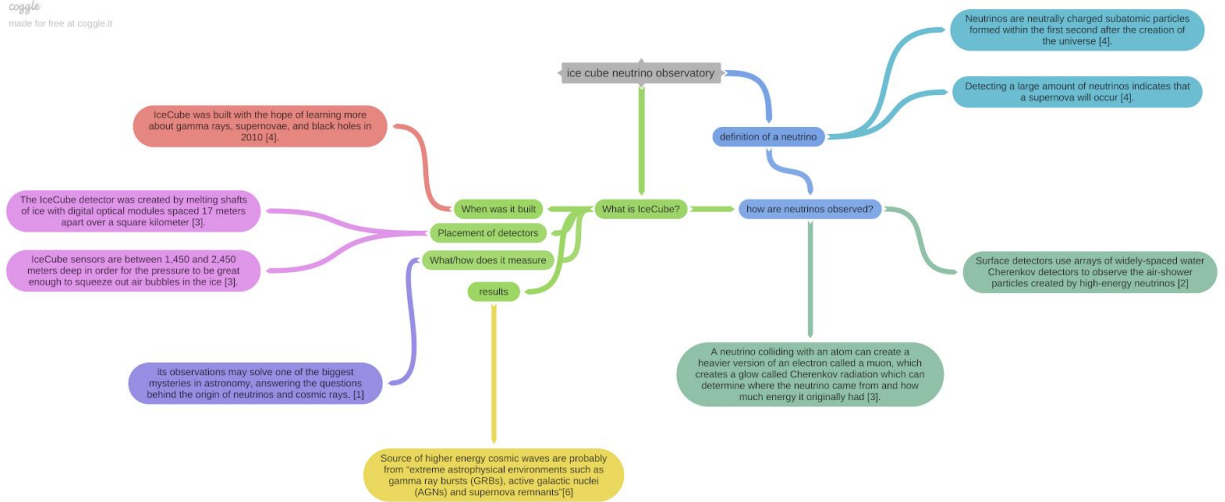 coggle
made for free at coggle.it
ice cube neutrino observatory
Neutrinos are neutrally charged subatomic particles
formed within the first second after the creation of
the universe [4].
Detecting a large amount of neutrinos indicates that
a supernova will occur [4].
definition of a neutrino
IceCube was built with the hope of learning more
about gamma rays, supernovae, and black holes in
2010 [4].
The IceCube detector was created by melting shafts
of ice with digital optical modules spaced 17 meters
apart over a square kilometer [3].
IceCube sensors are between 1,450 and 2,450
meters deep in order for the pressure to be great
enough to squeeze out air bubbles in the ice [3].
When was it built
Placement of detectors
What/how does it measure
results
What is IceCube?
how are neutrinos observed?
Surface detectors use arrays of widely-spaced water
Cherenkov detectors to observe the air-shower
particles created by high-energy neutrinos [2]
A neutrino colliding with an atom can create a
heavier version of an electron called a muon, which
creates a glow called Cherenkov radiation which can
determine where the neutrino came from and how
much energy it originally had [3].
its observations may solve one of the biggest
mysteries in astronomy, answering the questions
behind the origin of neutrinos and cosmic rays. [1]
Source of higher energy cosmic waves are probably
from "extreme astrophysical environments such as
gamma ray bursts (GRBs), active galactic nuclei
(AGNs) and supernova remnants"[6]